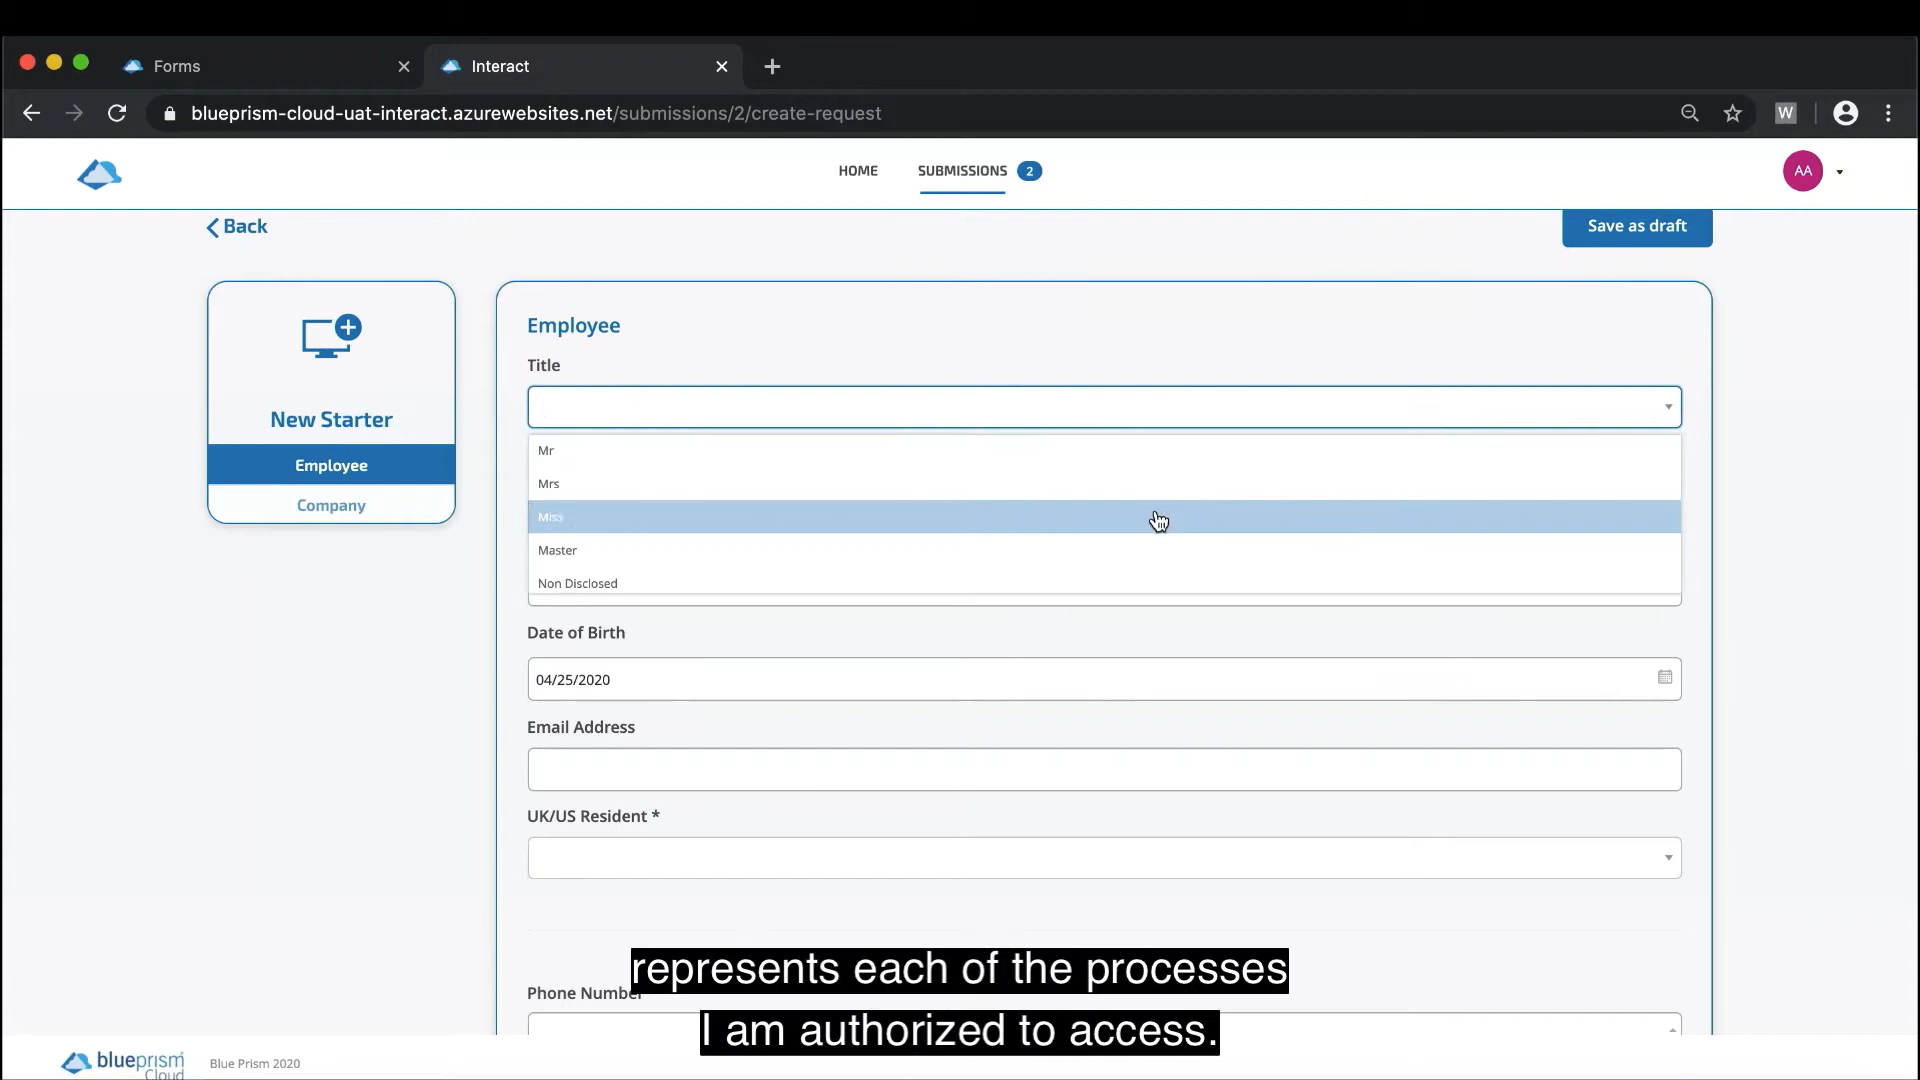 Forms
Interact
W
blueprism-cloud-uat-interact.azurewebsites.net/submissions/2/create-request
HOME
SUBMISSIONS 2
AA
Back
Save as draft
New Starter
Employee
Company
Employee
Title
Mr
Mrs
Miss
Master
Non Disclosed
Date of Birth
04/25/2020
Email Address
UK/US Resident *
Phone Number
represents each of the processes
I am authorized to access.
blueprism
Cloud
Blue Prism 2020